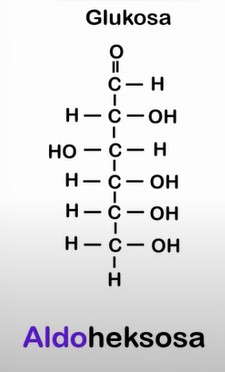 Glukosa
O
C H
H C OH
HO C H
H C OH
H C OH
H C OH
H
Aldoheksosa